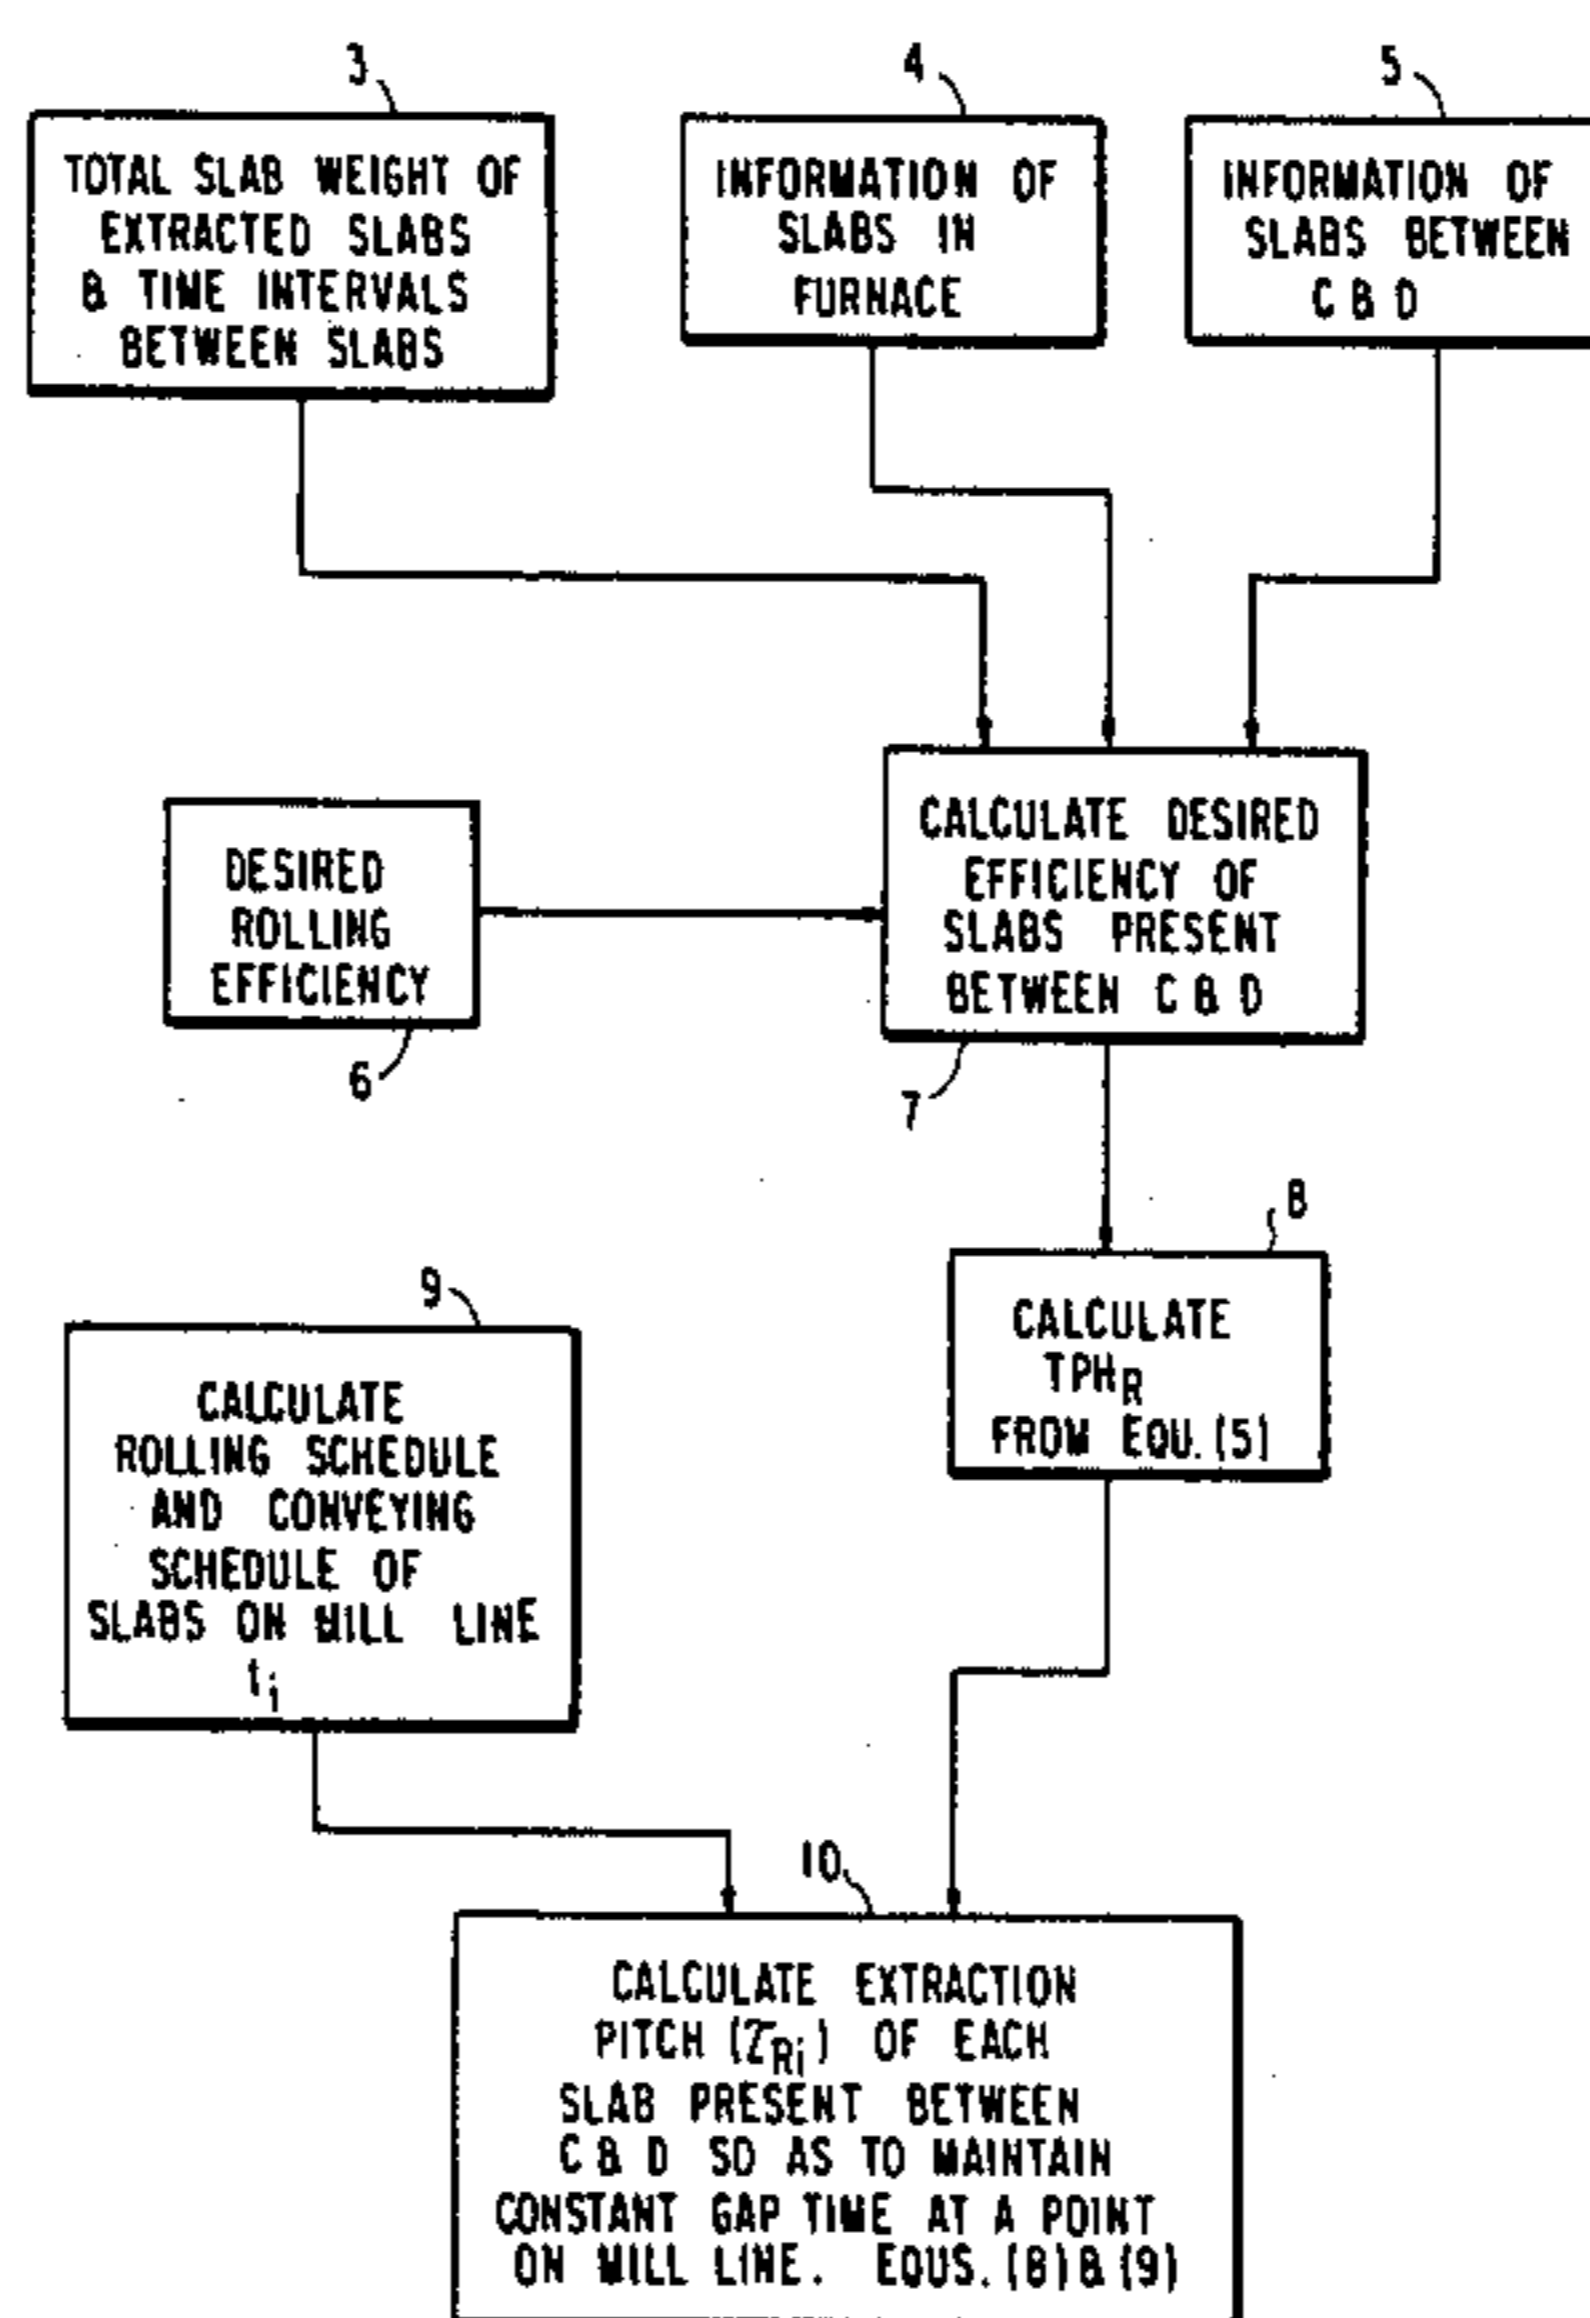 3
TOTAL SLAB WEIGHT OF
EXTRACTED SLABS
& TIME INTERVALS
BETWEEN SLABS
4
INFORMATION OF
SLABS IN
FURNACE
5
INFORMATION OF
SLABS BETWEEN
C & D
DESIRED
ROLLING
EFFICIENCY
6
CALCULATE DESIRED
EFFICIENCY OF
SLABS PRESENT
BETWEEN C & D
7
8
CALCULATE
TPH_R
FROM EQU. (5)
9
CALCULATE
ROLLING SCHEDULE
AND CONVEYING
SCHEDULE OF
SLABS ON MILL LINE
t_i
10
CALCULATE EXTRACTION
PITCH (τ_Ri) OF EACH
SLAB PRESENT BETWEEN
C & D SO AS TO MAINTAIN
CONSTANT GAP TIME AT A POINT
ON MILL LINE. EQUS. (8) & (9)